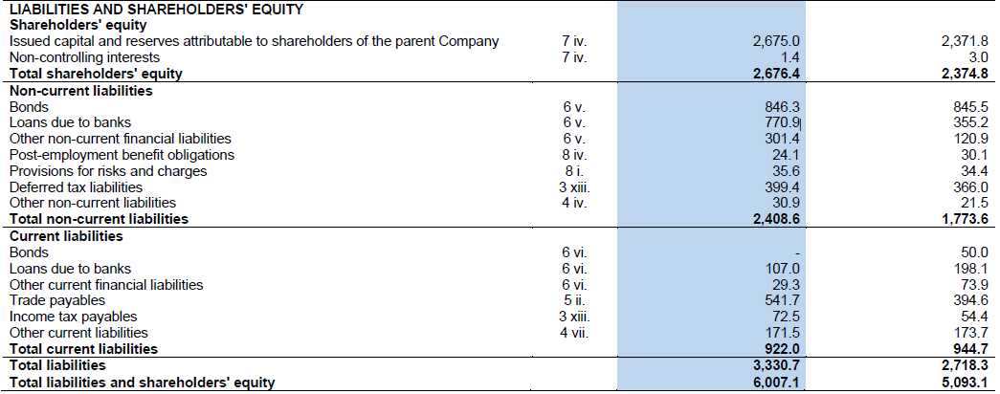 LIABILITIES AND SHAREHOLDERS' EQUITY
Shareholders' equity
Issued capital and reserves attributable to shareholders of the parent Company 7 iv. 2,675.0 2,371.8
Non-controlling interests 7 iv. 1.4 3.0
Total shareholders' equity 2,676.4 2,374.8
Non-current liabilities
Bonds 6 v. 846.3 845.5
Loans due to banks 6 v. 770.9 355.2
Other non-current financial liabilities 6 v. 301.4 120.9
Post-employment benefit obligations 8 iv. 24.1 30.1
Provisions for risks and charges 8 i. 35.6 34.4
Deferred tax liabilities 3 xiii. 399.4 366.0
Other non-current liabilities 4 iv. 30.9 21.5
Total non-current liabilities 2,408.6 1,773.6
Current liabilities
Bonds 6 vi. - 50.0
Loans due to banks 6 vi. 107.0 198.1
Other current financial liabilities 6 vi. 29.3 73.9
Trade payables 5 ii. 541.7 394.6
Income tax payables 3 xiii. 72.5 54.4
Other current liabilities 4 vii. 171.5 173.7
Total current liabilities 922.0 944.7
Total liabilities 3,330.7 2,718.3
Total liabilities and shareholders' equity 6,007.1 5,093.1